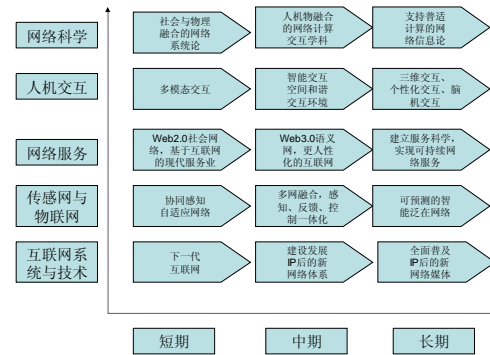 网络科学
社会与物理
融合的网络
系统论
人机物融合
的网络计算
交互学科
支持普适
计算的网
络信息论
人机交互
多模态交互
智能交互
空间和谐
交互环境
三维交互、
个性化交互、脑
机交互
网络服务
Web2.0社会网
络，基于互联网
的现代服务业
Web3.0语义
网，更人性
化的互联网
建立服务科学，
实现可持续网
络服务
传感网与
物联网
协同感知
自适应网络
多网融合，感
知、反馈、控
制一体化
可预测的智
能泛在网络
互联网系
统与技术
下一代
互联网
建设发展
IP后的新
网络体系
全面普及
IP后的新
网络媒体
短期
中期
长期